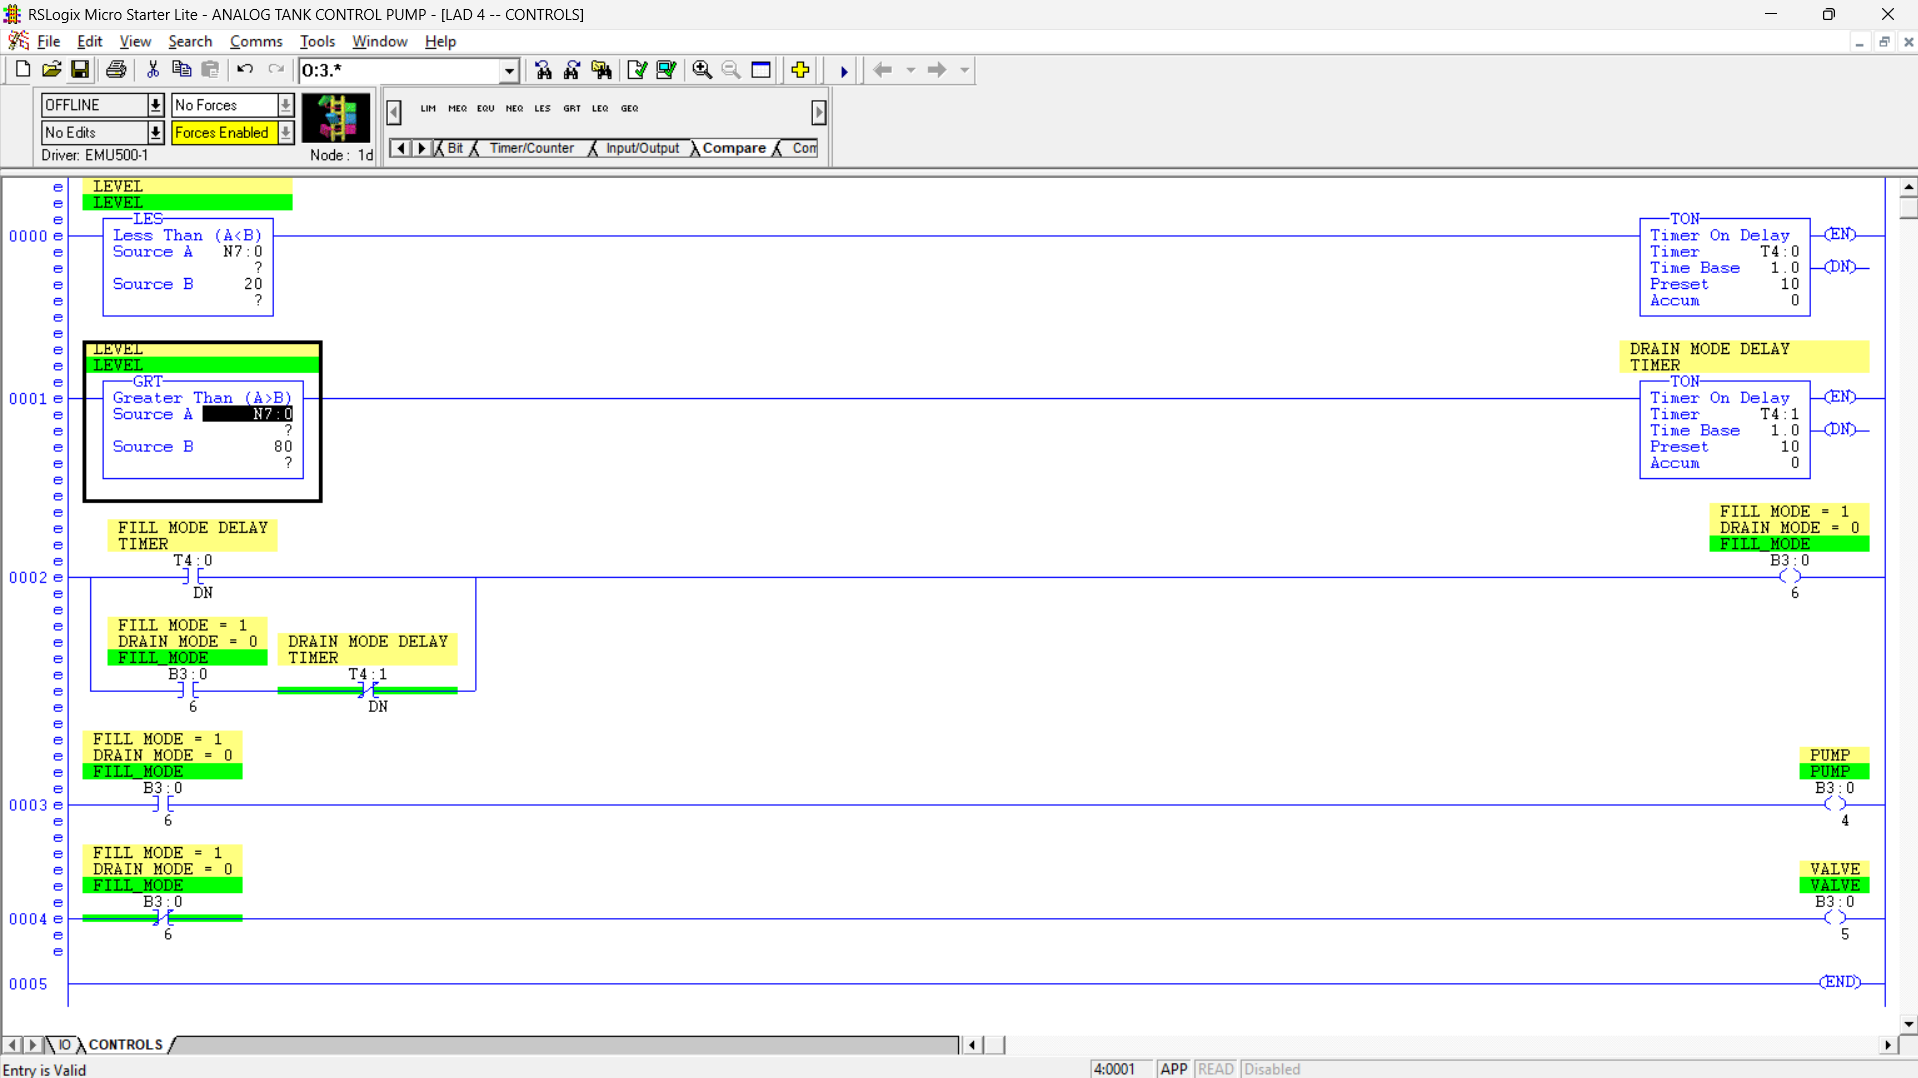 RSLogix Micro Starter Lite - ANALOG TANK CONTROL PUMP - [LAD 4 -- CONTROLS]
File Edit View Search Comms Tools Window Help
O:3.*
OFFLINE No Forces
No Edits Forces Enabled
Driver: EMU500-1 Node: 1d
LIM MEQ EQU NEQ LES GRT LEQ GEQ
Bit Timer/Counter Input/Output Compare Com
LEVEL
LEVEL
e
e
e
0000 e
e
e
e
e
e
e
LES
Less Than (A<B)
Source A N7:0
?
Source B 20
?
TON
Timer On Delay
Timer T4:0
Time Base 1.0
Preset 10
Accum 0
(EN)
(DN)
e
e
e
0001 e
e
e
e
e
e
e
LEVEL
LEVEL
GRT
Greater Than (A>B)
Source A N7:0
?
Source B 80
?
DRAIN MODE DELAY
TIMER
TON
Timer On Delay
Timer T4:1
Time Base 1.0
Preset 10
Accum 0
(EN)
(DN)
e
e
e
e
0002 e
e
e
e
e
e
e
e
e
FILL MODE DELAY
TIMER
T4:0
DN
FILL MODE = 1
DRAIN MODE = 0
FILL_MODE
B3:0
6
FILL MODE = 1
DRAIN MODE = 0
FILL_MODE
B3:0
6
DRAIN MODE DELAY
TIMER
T4:1
DN
e
e
e
e
0003 e
e
e
FILL MODE = 1
DRAIN MODE = 0
FILL_MODE
B3:0
6
PUMP
PUMP
B3:0
4
e
e
e
e
0004 e
e
e
FILL MODE = 1
DRAIN MODE = 0
FILL_MODE
B3:0
6
VALVE
VALVE
B3:0
5
0005 (END)
IO CONTROLS
Entry is Valid 4:0001 APP READ Disabled